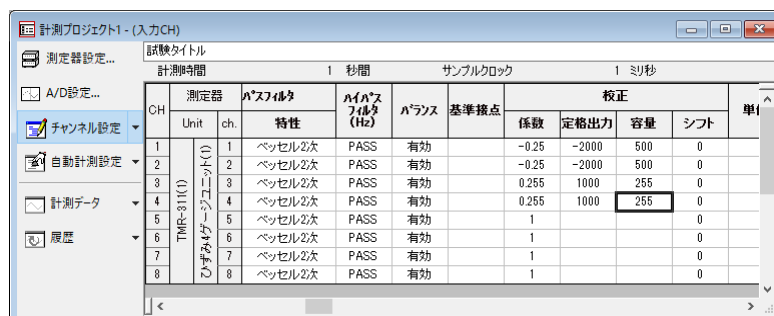 計測プロジェクト1 - (入力CH)
測定器設定...
A/D設定...
チャンネル設定
自動計測設定
計測データ
履歴
試験タイトル
計測時間 1 秒間 サンプルクロック 1 ミリ秒
CH 測定器 ﾊﾟｽﾌｨﾙﾀ ﾊｲﾊﾟｽ ﾌｨﾙﾀ (Hz) ﾊﾞﾗﾝｽ 基準接点 校正
Unit ch. 特性 係数 定格出力 容量 シフト
TMR-311(1)
ひずみ4ゲージユニット(1)
1 1 ベッセル2次 PASS 有効 -0.25 -2000 500 0
2 2 ベッセル2次 PASS 有効 -0.25 -2000 500 0
3 3 ベッセル2次 PASS 有効 0.255 1000 255 0
4 4 ベッセル2次 PASS 有効 0.255 1000 255 0
5 5 ベッセル2次 PASS 有効 1 0
6 6 ベッセル2次 PASS 有効 1 0
7 7 ベッセル2次 PASS 有効 1 0
8 8 ベッセル2次 PASS 有効 1 0